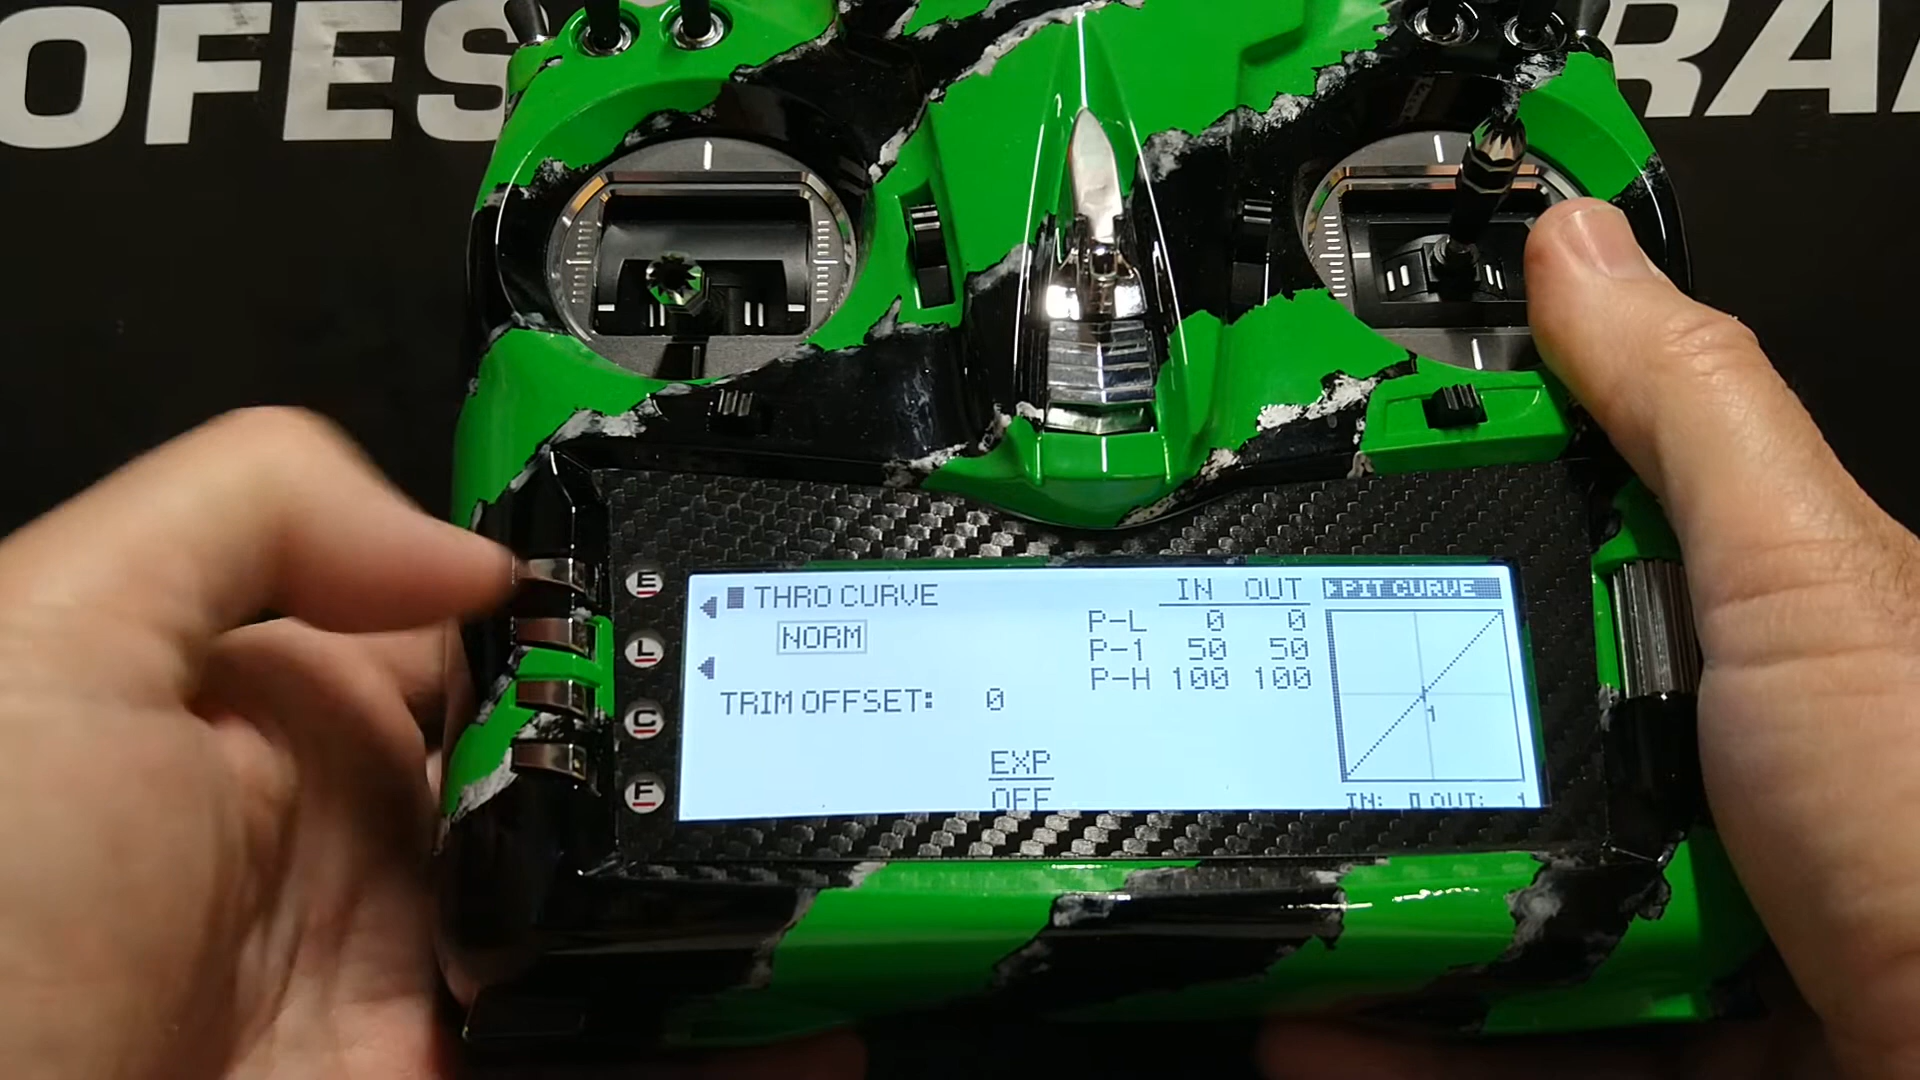 OFES
RA
E
L
C
F
THRO CURVE
NORM
TRIM OFFSET: 0
EXP
OFF
IN OUT
P-L 0 0
P-1 50 50
P-H 100 100
PIT CURVE
1
IN: 0 OUT: 1